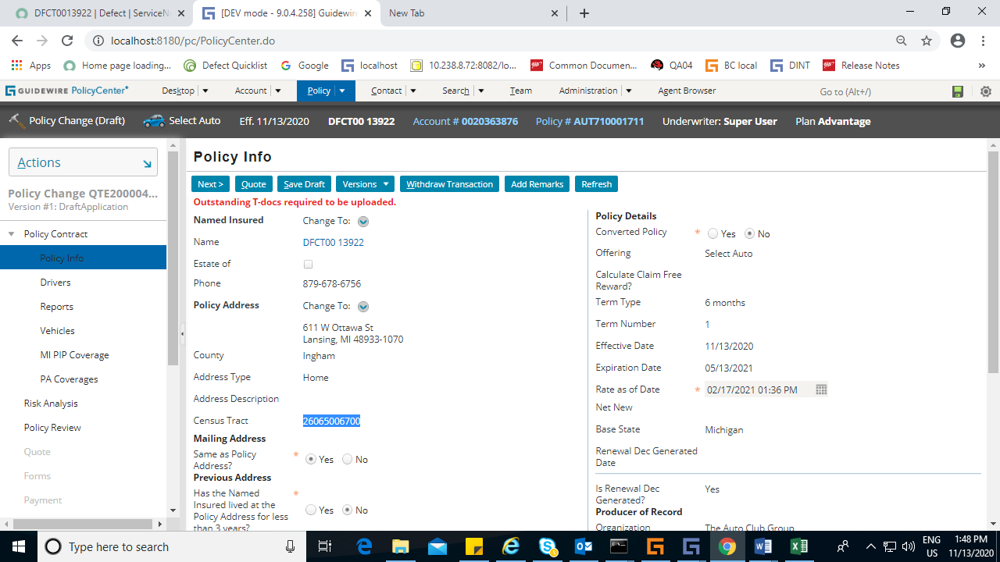 DFCT0013922 | Defect | ServiceN
[DEV mode - 9.0.4.258] Guidewire
New Tab
localhost:8180/pc/PolicyCenter.do
Apps
Home page loading...
Defect Quicklist
Google
localhost
10.238.8.72:8082/lo...
Common Documen...
QA04
BC local
DINT
Release Notes
»
GUIDEWIRE PolicyCenter
Desktop
Account
Policy
Contact
Search
Team
Administration
Agent Browser
Go to (Alt+/)
Policy Change (Draft)
Select Auto
Eff. 11/13/2020
DFCT00 13922
Account # 0020363876
Policy # AUT710001711
Underwriter: Super User
Plan Advantage
Actions
Policy Change QTE200004...
Version #1: DraftApplication
Policy Contract
Policy Info
Drivers
Reports
Vehicles
MI PIP Coverage
PA Coverages
Risk Analysis
Policy Review
Quote
Forms
Payment
Policy Info
Next >
Quote
Save Draft
Versions
Withdraw Transaction
Add Remarks
Refresh
Outstanding T-docs required to be uploaded.
Named Insured Change To:
Name DFCT00 13922
Estate of
Phone 879-678-6756
Policy Address Change To:
611 W Ottawa St
Lansing, MI 48933-1070
County Ingham
Address Type Home
Address Description
Census Tract 26065006700
Mailing Address
Same as Policy Address? * Yes No
Previous Address
Has the Named Insured lived at the Policy Address for less than 3 years? * Yes No
Policy Details
Converted Policy * Yes No
Offering Select Auto
Calculate Claim Free Reward?
Term Type 6 months
Term Number 1
Effective Date 11/13/2020
Expiration Date 05/13/2021
Rate as of Date * 02/17/2021 01:36 PM
Net New
Base State Michigan
Renewal Dec Generated Date
Is Renewal Dec Generated? Yes
Producer of Record
Organization The Auto Club Group
Type here to search
ENG
US
1:48 PM
11/13/2020